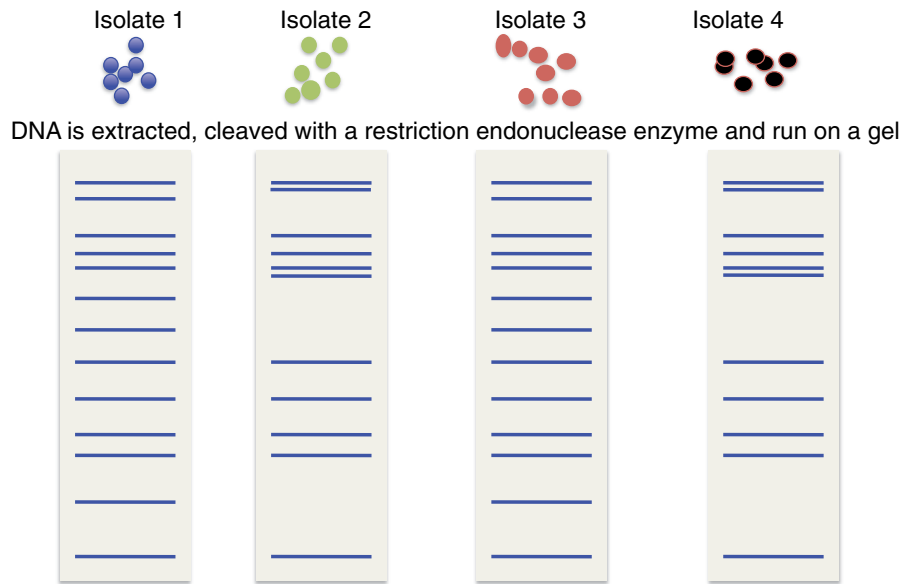 Isolate 1 Isolate 2 Isolate 3 Isolate 4
DNA is extracted, cleaved with a restriction endonuclease enzyme and run on a gel